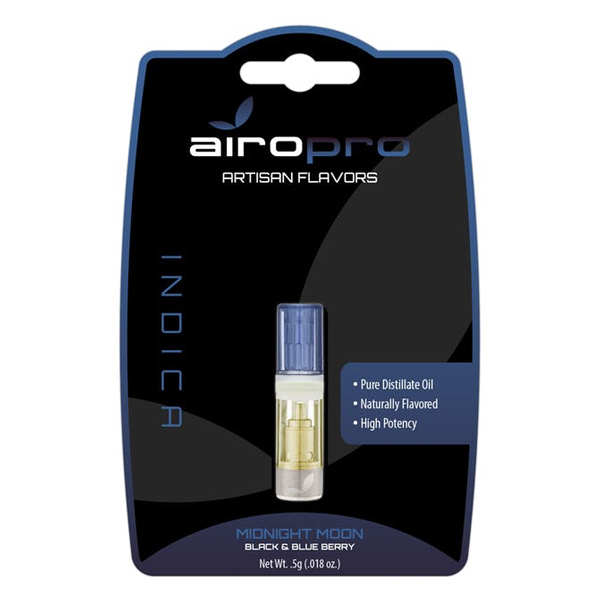 airopro
ARTISAN FLAVORS
INDICA
• Pure Distillate Oil
• Naturally Flavored
• High Potency
MIDNIGHT MOON
BLACK & BLUE BERRY
Net Wt. .5g (.018 oz.)